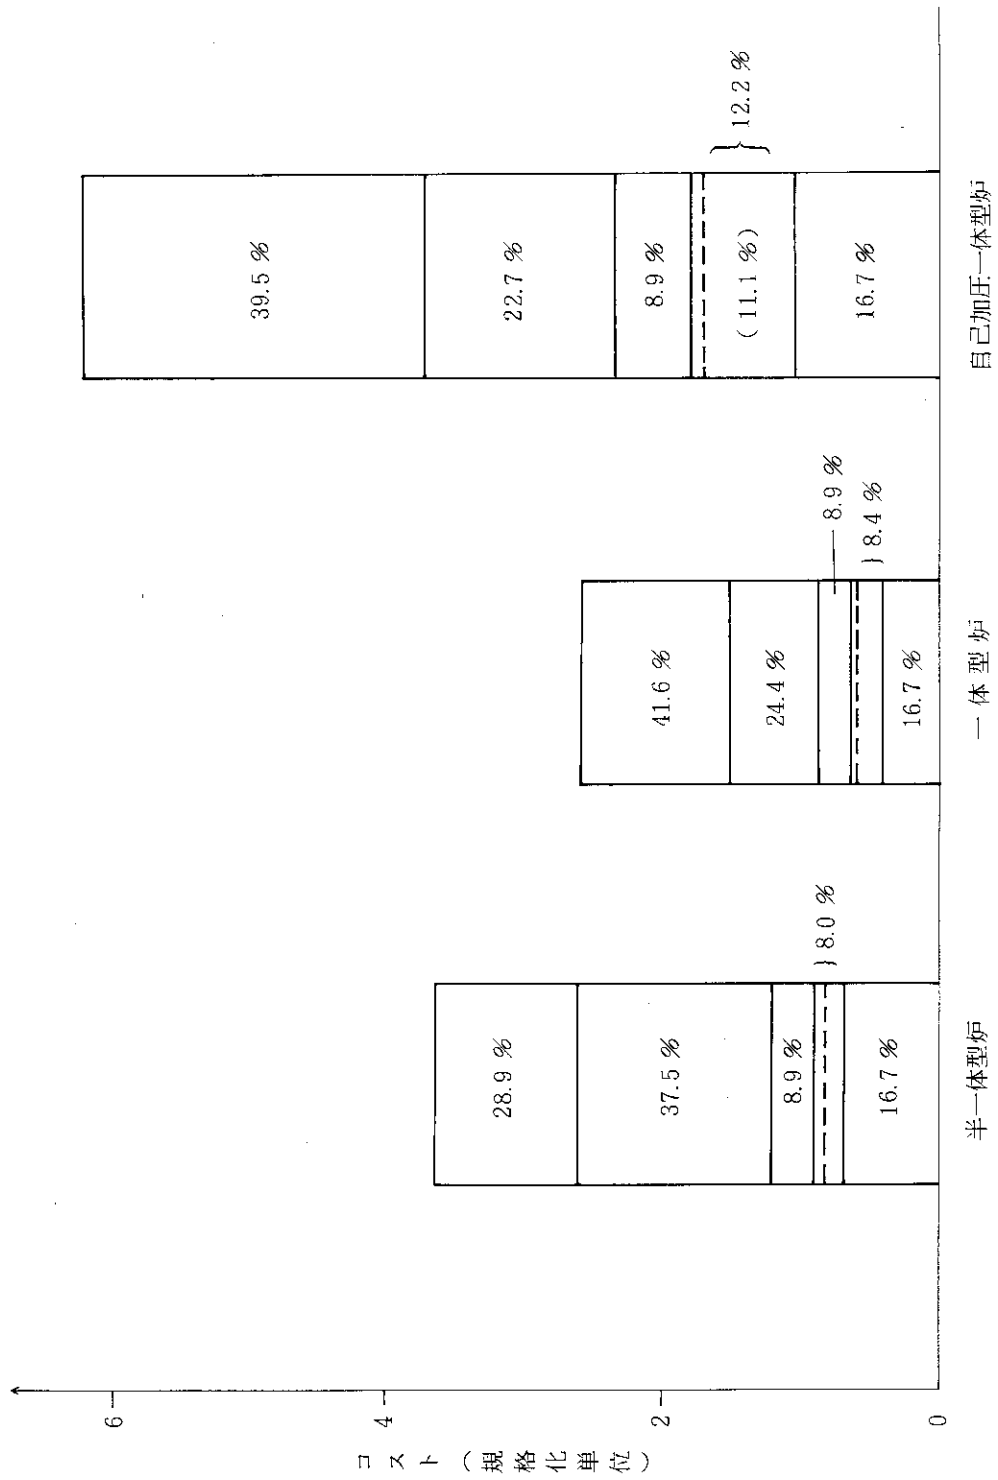 コスト（規格化単位）
6
4
2
0
28.9 %
37.5 %
8.9 %
} 8.0 %
16.7 %
半一体型炉
41.6 %
24.4 %
8.9 %
} 8.4 %
16.7 %
一体型炉
39.5 %
22.7 %
8.9 %
(11.1 %)
} 12.2 %
16.7 %
自己加圧一体型炉